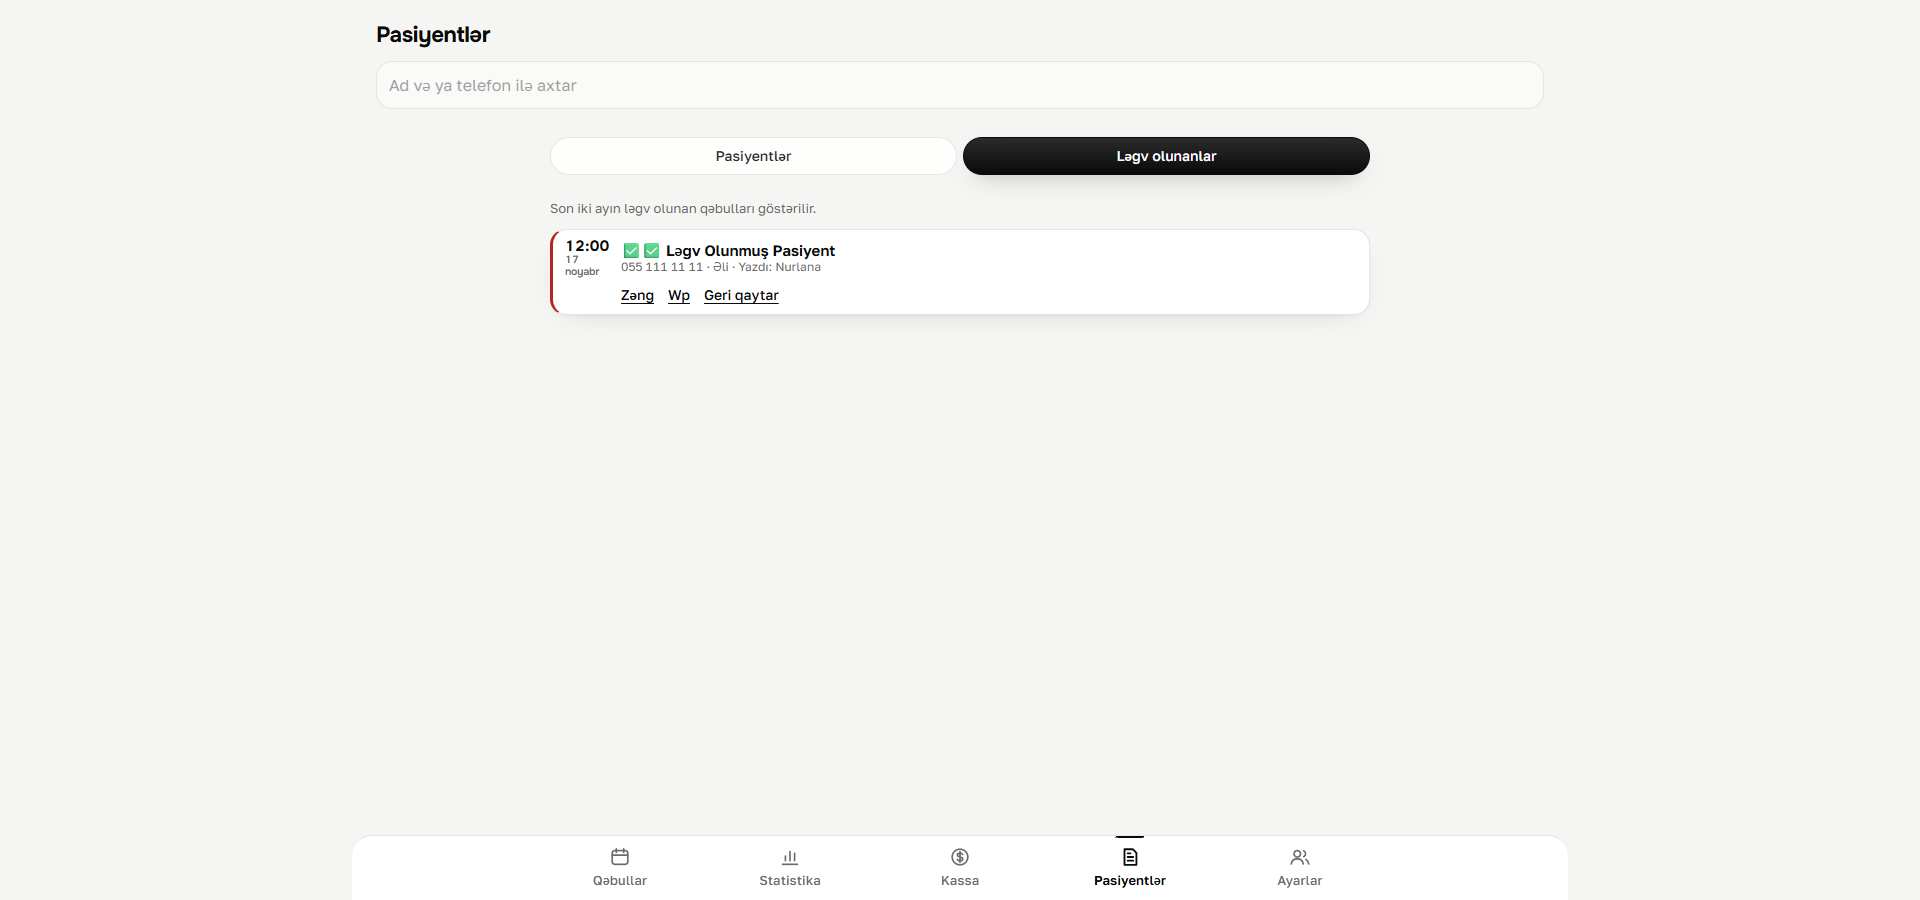 Pasiyentlər
Ad və ya telefon ilə axtar
Pasiyentlər
Ləgv olunanlar
Son iki ayın ləgv olunan qəbulları göstərilir.
12:00
17
noyabr
✅✅ Ləgv Olunmuş Pasiyent
055 111 11 11 · Əli · Yazdı: Nurlana
Zəng Wp Geri qaytar
Qəbullar
Statistika
Kassa
Pasiyentlər
Ayarlar